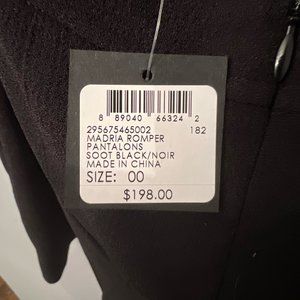 8 89040 66324 2
295675465002 182
MADRIA ROMPER
PANTALONS
SOOT BLACK/NOIR
MADE IN CHINA
SIZE: 00
$198.00